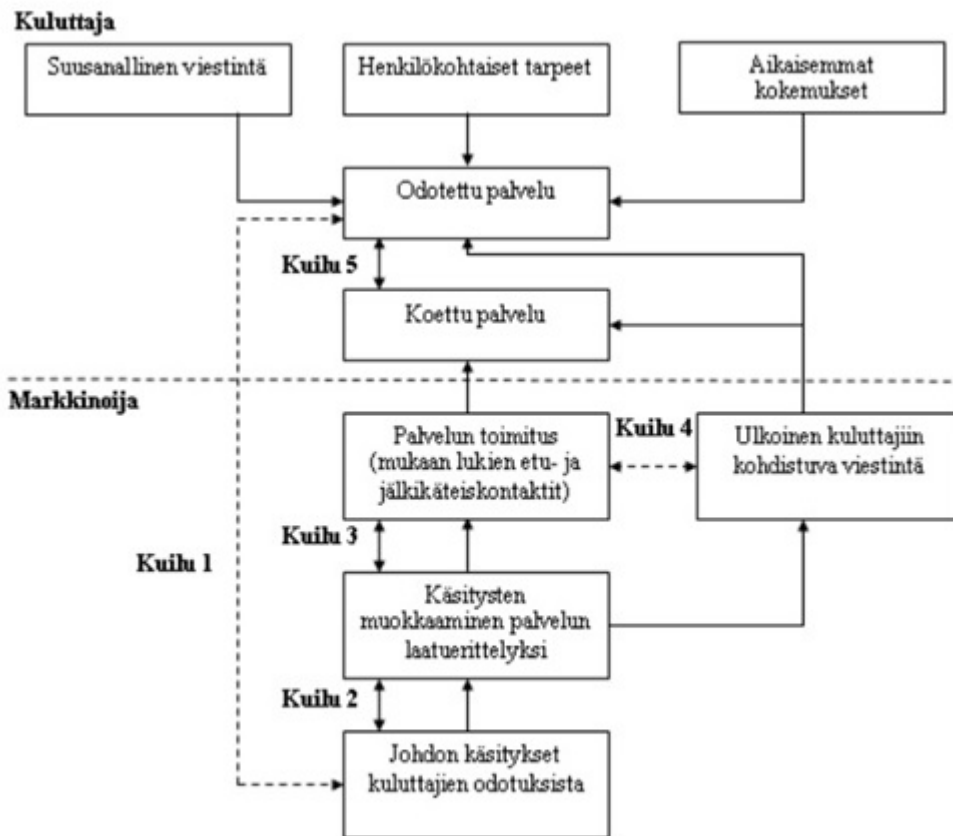 Kuluttaja
Suusanallinen viestintä
Henkilökohtaiset tarpeet
Aikaisemmat
kokemukset
Odotettu palvelu
Kuilu 5
Koettu palvelu
Markkinoija
Palvelun toimitus
(mukaan lukien etu- ja
jälkikäteiskontaktit)
Kuilu 4
Ulkoinen kuluttajiin
kohdistuva viestintä
Kuilu 3
Kuilu 1
Käsitysten
muokkaaminen palvelun
laatuerittelyksi
Kuilu 2
Johdon käsitykset
kuluttajien odotuksista